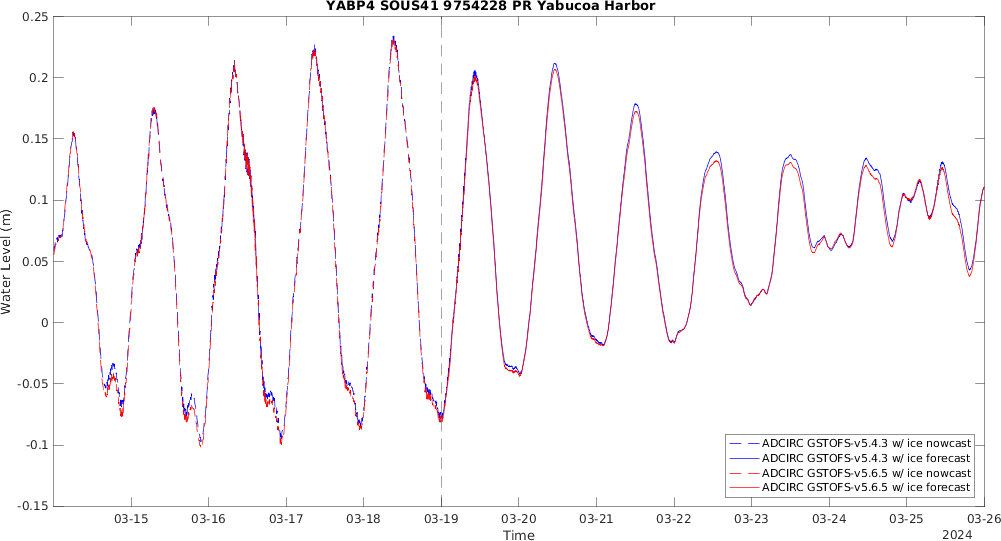 YABP4 SOUS41 9754228 PR Yabucoa Harbor
0.25
0.2
0.15
0.1
0.05
0
-0.05
-0.1
-0.15
Water Level (m)
03-15 03-16 03-17 03-18 03-19 03-20 03-21 03-22 03-23 03-24 03-25 03-26
Time
2024
ADCIRC GSTOFS-v5.4.3 w/ ice nowcast
ADCIRC GSTOFS-v5.4.3 w/ ice forecast
ADCIRC GSTOFS-v5.6.5 w/ ice nowcast
ADCIRC GSTOFS-v5.6.5 w/ ice forecast